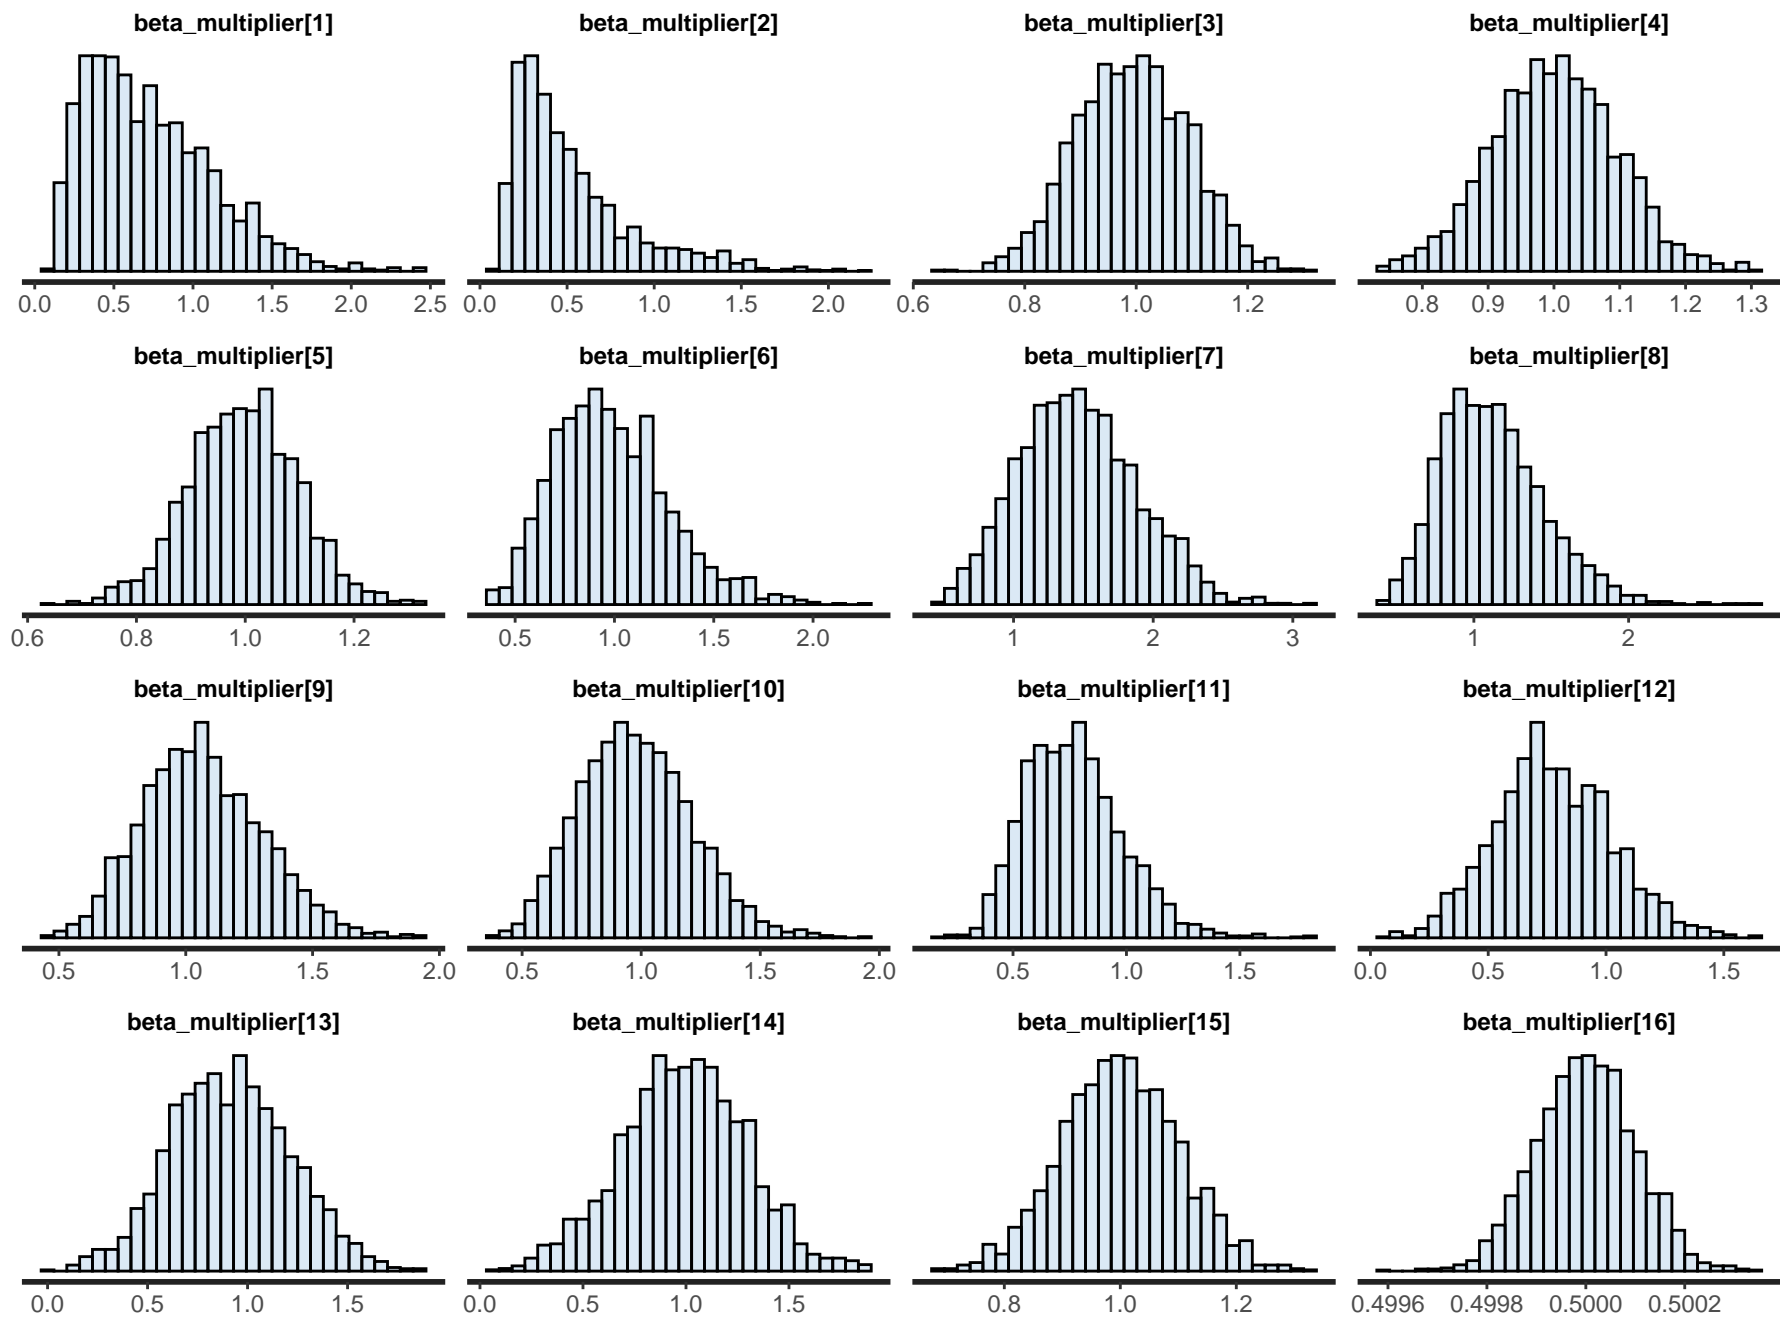 beta_multiplier[1] beta_multiplier[2] beta_multiplier[3] beta_multiplier[4]
0.0 0.5 1.0 1.5 2.0 2.5 0.0 0.5 1.0 1.5 2.0 0.6 0.8 1.0 1.2 0.8 0.9 1.0 1.1 1.2 1.3
beta_multiplier[5] beta_multiplier[6] beta_multiplier[7] beta_multiplier[8]
0.6 0.8 1.0 1.2 0.5 1.0 1.5 2.0 1 2 3 1 2
beta_multiplier[9] beta_multiplier[10] beta_multiplier[11] beta_multiplier[12]
0.5 1.0 1.5 2.0 0.5 1.0 1.5 2.0 0.5 1.0 1.5 0.0 0.5 1.0 1.5
beta_multiplier[13] beta_multiplier[14] beta_multiplier[15] beta_multiplier[16]
0.0 0.5 1.0 1.5 0.0 0.5 1.0 1.5 0.8 1.0 1.2 0.4996 0.4998 0.5000 0.5002